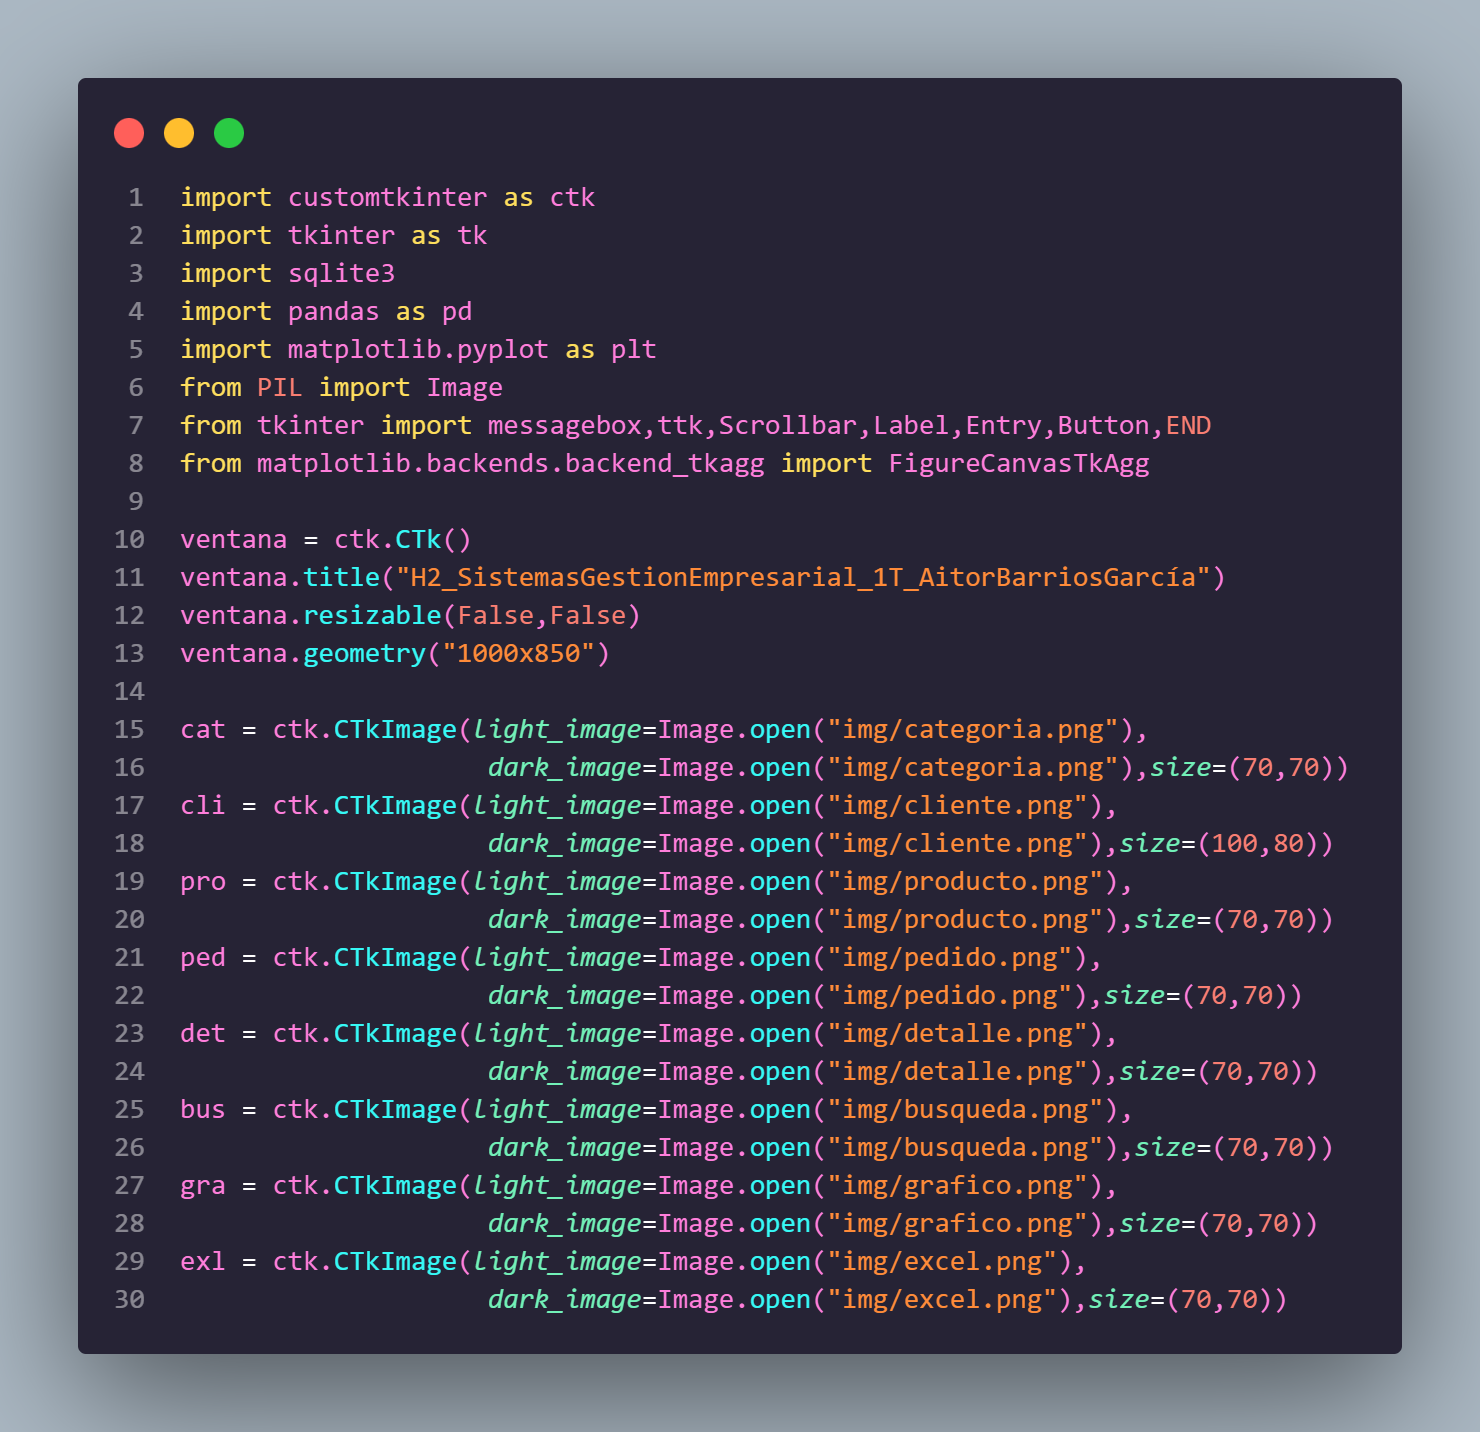 1 import customtkinter as ctk
2 import tkinter as tk
3 import sqlite3
4 import pandas as pd
5 import matplotlib.pyplot as plt
6 from PIL import Image
7 from tkinter import messagebox,ttk,Scrollbar,Label,Entry,Button,END
8 from matplotlib.backends.backend_tkagg import FigureCanvasTkAgg
9
10 ventana = ctk.CTk()
11 ventana.title("H2_SistemasGestionEmpresarial_1T_AitorBarriosGarcía")
12 ventana.resizable(False,False)
13 ventana.geometry("1000x850")
14
15 cat = ctk.CTkImage(light_image=Image.open("img/categoria.png"),
16                     dark_image=Image.open("img/categoria.png"),size=(70,70))
17 cli = ctk.CTkImage(light_image=Image.open("img/cliente.png"),
18                     dark_image=Image.open("img/cliente.png"),size=(100,80))
19 pro = ctk.CTkImage(light_image=Image.open("img/producto.png"),
20                     dark_image=Image.open("img/producto.png"),size=(70,70))
21 ped = ctk.CTkImage(light_image=Image.open("img/pedido.png"),
22                     dark_image=Image.open("img/pedido.png"),size=(70,70))
23 det = ctk.CTkImage(light_image=Image.open("img/detalle.png"),
24                     dark_image=Image.open("img/detalle.png"),size=(70,70))
25 bus = ctk.CTkImage(light_image=Image.open("img/busqueda.png"),
26                     dark_image=Image.open("img/busqueda.png"),size=(70,70))
27 gra = ctk.CTkImage(light_image=Image.open("img/grafico.png"),
28                     dark_image=Image.open("img/grafico.png"),size=(70,70))
29 exl = ctk.CTkImage(light_image=Image.open("img/excel.png"),
30                     dark_image=Image.open("img/excel.png"),size=(70,70))